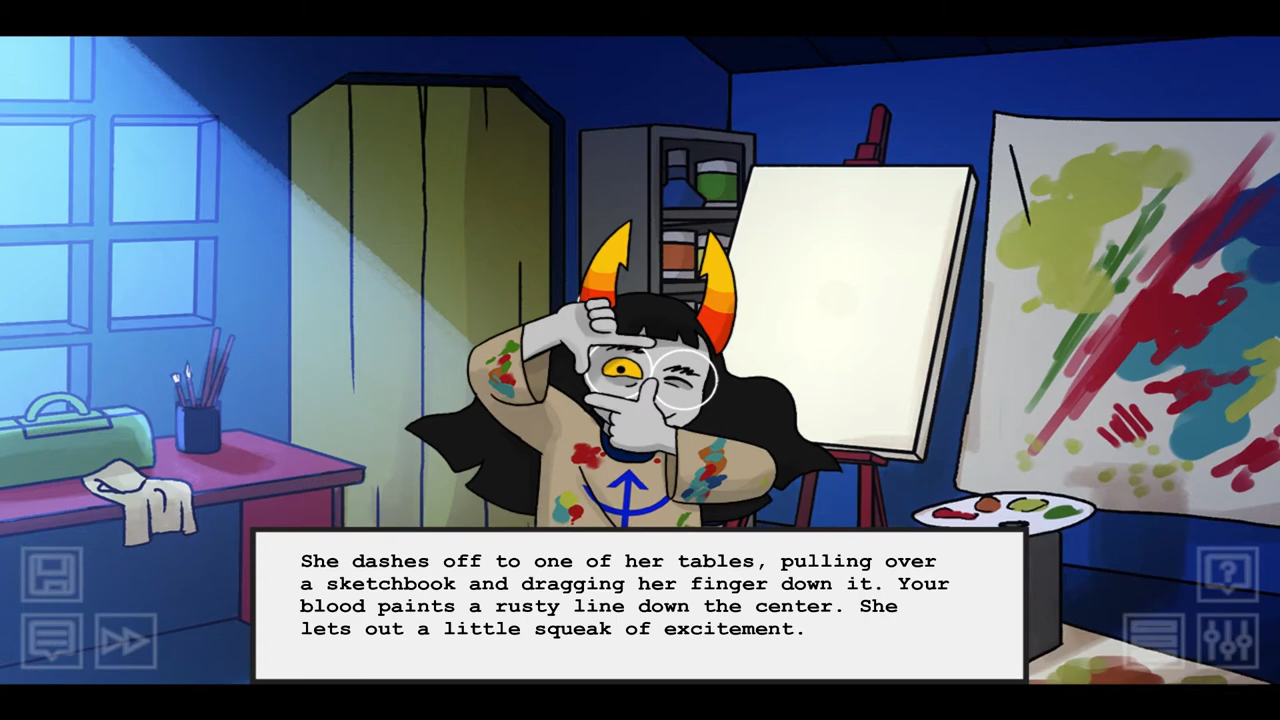 She dashes off to one of her tables, pulling over
a sketchbook and dragging her finger down it. Your
blood paints a rusty line down the center. She
lets out a little squeak of excitement.
?